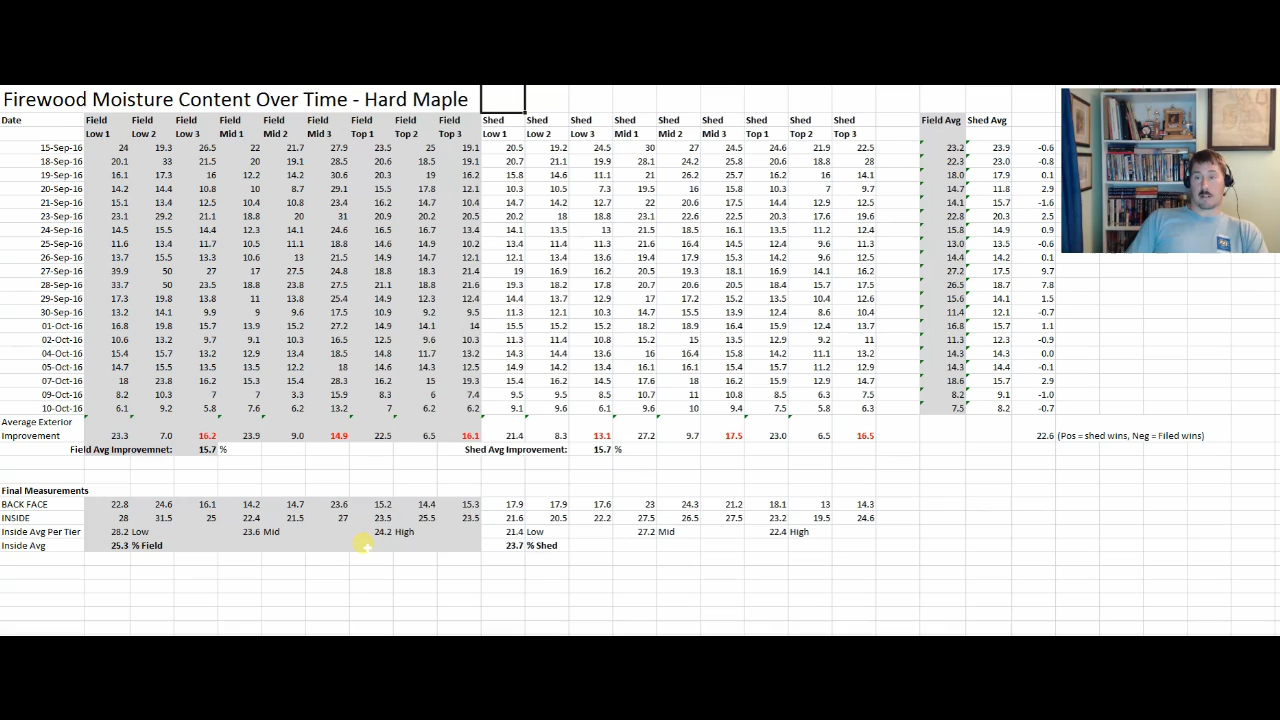 Firewood Moisture Content Over Time - Hard Maple
Date Field Field Field Field Field Field Field Field Field Shed Shed Shed Shed Shed Shed Shed Shed Shed Field Avg Shed Avg
Low 1 Low 2 Low 3 Mid 1 Mid 2 Mid 3 Top 1 Top 2 Top 3 Low 1 Low 2 Low 3 Mid 1 Mid 2 Mid 3 Top 1 Top 2 Top 3
15-Sep-16 24 19.3 26.5 22 21.7 27.9 23.5 25 19 20.5 19.2 24.5 30 27 24.5 24.6 21.9 22.5 23.2 23.9 -0.6
18-Sep-16 20.1 33 21.5 20 19.1 28.5 20.6 18.5 19.1 20.7 21.1 19.9 28.1 24.2 25.8 20.6 18.8 28 22.3 23.0 -0.8
19-Sep-16 16.1 17.3 16 12.2 14.2 30.6 20.3 19 16.2 15.8 14.6 11.1 21 26.2 25.7 16.2 16 14.1 18.0 17.9 0.1
20-Sep-16 14.2 14.4 10.8 10 8.7 29.1 15.5 17.8 12.1 10.3 10.5 7.3 19.5 16 15.8 10.3 7 9.7 14.7 11.8 2.9
21-Sep-16 15.1 13.4 12.5 10.4 10.8 23.4 16.2 12.4 12.4 14.7 14.2 12.7 22 20.6 17.5 14.4 12.9 12.5 14.1 15.7 -1.6
23-Sep-16 23.1 29.2 21.1 18.8 20 31 20.9 20.2 20.5 20.2 18 18.8 23.1 22.6 22.5 20.3 17.6 19.6 22.8 20.3 2.5
24-Sep-16 14.5 15.5 14.4 12.3 14.1 24.6 16.5 16.7 13.4 14.1 13.5 13 21.5 18.5 16.1 13.5 11.2 12.4 15.8 14.9 0.9
25-Sep-16 11.6 13.4 11.7 10.5 11.1 18.8 14.6 14.9 10.2 13.4 11.4 11.3 21.6 16.4 14.5 12.4 9.6 11.3 13.0 13.5 -0.6
26-Sep-16 13.7 15.5 13.7 10.6 13 21.5 14.9 14.7 12.1 12.1 13.4 13.6 19.4 17.9 15.3 14.2 9.6 12.5 14.4 14.2 0.1
27-Sep-16 39.9 50 27 17 27.5 24.8 18.8 18.3 21.4 19 16.9 16.2 20.5 19.3 18.1 16.9 14.1 16.2 27.2 17.5 9.7
28-Sep-16 33.7 50 23.5 18.8 23.8 27.5 21.1 18.8 21.6 19.3 18.2 17.8 20.7 20.6 20.5 18.4 15.7 17.5 26.5 18.7 7.8
29-Sep-16 17.3 19.8 13.8 11 13.8 25.4 14.9 12.3 12.4 14.4 13.7 12.9 17 17.2 15.2 13.5 10.4 12.6 15.6 14.1 1.5
30-Sep-16 13.2 14.1 9.5 9 9.6 17.5 10.9 9.2 9.5 11.3 12.1 10.3 14.7 15.5 13.9 12.4 8.6 10.4 11.4 12.1 -0.7
01-Oct-16 16.8 19.8 15.7 13.9 15.2 27.2 14.9 14.1 14 15.5 15.2 12.2 18.2 18.9 16.4 15.9 12.4 13.7 16.8 15.7 1.1
02-Oct-16 10.6 13.2 9.7 9.1 10.3 16.5 12.5 9.6 10.3 11.3 11.4 10.8 15.2 15 13.5 12.9 9.2 11 11.3 12.3 -0.9
04-Oct-16 15.4 15.7 13.2 12.9 13.4 18.5 14.8 11.7 13.2 14.3 14.4 13.6 16 16.4 15.8 14.2 11.1 13.2 14.3 14.3 0.0
05-Oct-16 14.7 15.5 13.5 13.5 12.2 18 14.6 14.3 12.5 14.9 14.2 13.4 16.1 16.1 15.4 15.7 11.2 12.9 14.3 14.4 -0.1
07-Oct-16 18 23.8 16.2 15.3 15.4 28.3 16.2 15 19.3 15.4 16.2 14.5 17.6 18 16.2 15.9 12.9 14.7 18.6 15.7 2.9
09-Oct-16 8.2 10.3 7 7 3.3 15.9 8.3 6 7.4 9.5 9.5 8.5 10.7 11 10.8 8.5 6.3 7.5 8.2 9.1 -1.0
10-Oct-16 6.1 9.2 5.8 7.6 6.2 13.2 7 6.2 6.2 9.1 9.6 6.1 9.6 10 9.4 7.5 5.8 6.3 7.5 8.2 -0.7
Average Exterior
Improvement 23.3 7.0 16.2 23.9 9.0 14.9 22.5 6.5 16.1 21.4 8.3 13.1 27.2 9.7 17.5 23.0 6.5 16.5 22.6 (Pos = shed wins, Neg = Filed wins)
Field Avg Improvemnet: 15.7 % Shed Avg Improvement: 15.7 %
Final Measurements
BACK FACE 22.8 24.6 16.1 14.2 14.7 23.6 15.2 14.4 15.3 17.9 17.9 17.6 23 24.3 21.2 18.1 13 14.3
INSIDE 28 31.5 25 22.4 21.5 27 23.5 25.5 23.5 21.6 20.5 22.2 27.5 26.5 27.5 23.2 19.5 24.6
Inside Avg Per Tier 28.2 Low 23.6 Mid 24.2 High 21.4 Low 27.2 Mid 22.4 High
Inside Avg 25.3 % Field 23.7 % Shed